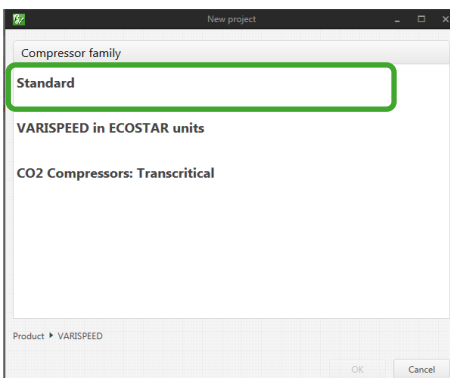 New project
Compressor family
Standard
VARISPEED in ECOSTAR units
CO2 Compressors: Transcritical
Product ▸ VARISPEED
OK Cancel